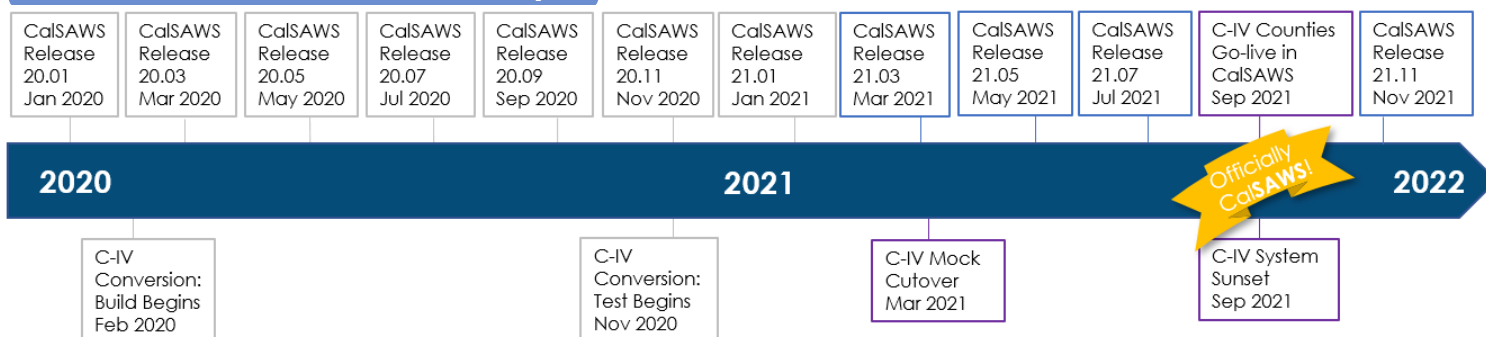 CalSAWS
Release
20.01
Jan 2020
CalSAWS
Release
20.03
Mar 2020
CalSAWS
Release
20.05
May 2020
CalSAWS
Release
20.07
Jul 2020
CalSAWS
Release
20.09
Sep 2020
CalSAWS
Release
20.11
Nov 2020
CalSAWS
Release
21.01
Jan 2021
CalSAWS
Release
21.03
Mar 2021
CalSAWS
Release
21.05
May 2021
CalSAWS
Release
21.07
Jul 2021
C-IV Counties
Go-live in
CalSAWS
Sep 2021
CalSAWS
Release
21.11
Nov 2021
2020
2021
Officially
CalSAWS!
2022
C-IV
Conversion:
Build Begins
Feb 2020
C-IV
Conversion:
Test Begins
Nov 2020
C-IV Mock
Cutover
Mar 2021
C-IV System
Sunset
Sep 2021